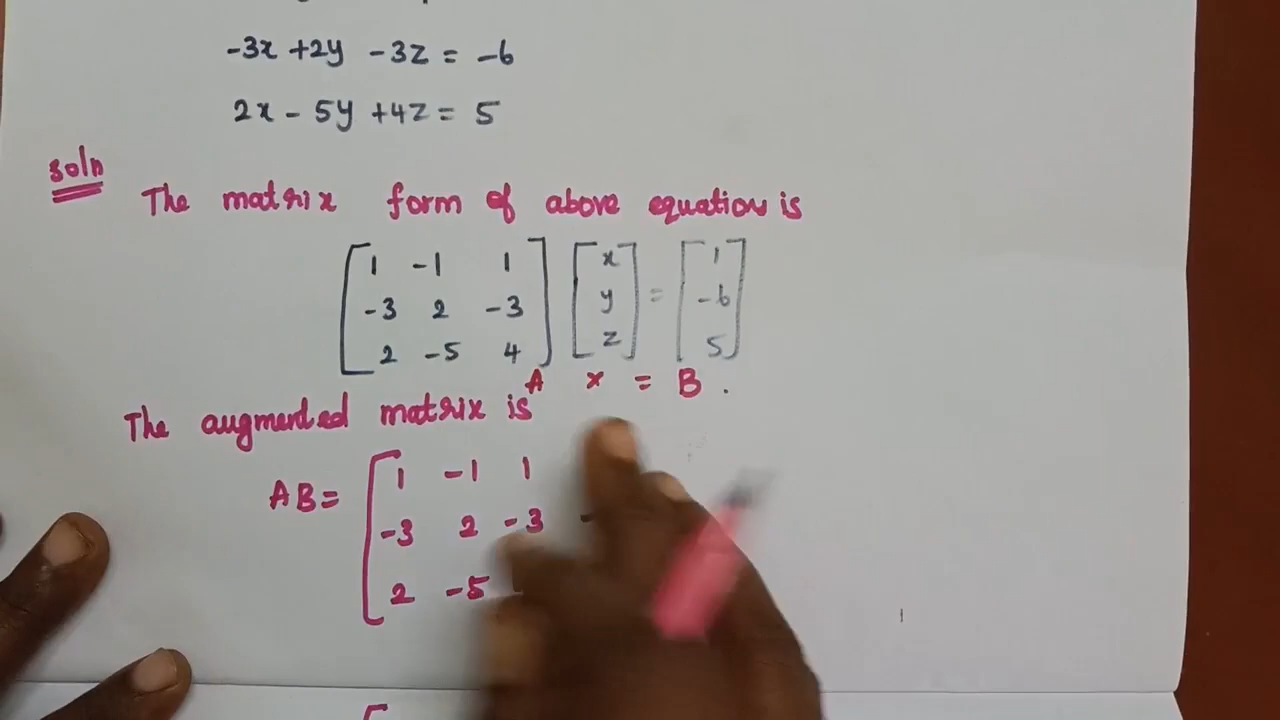 -3x +2y -3z = -6
2x - 5y +4z = 5
soln
The matrix form of above equation is
[1 -1 1] [x] [1]
[-3 2 -3] [y] = [-6]
[2 -5 4] [z] [5]
A x = B .
The augmented matrix is
AB = [1 -1 1
-3 2 -3
2 -5